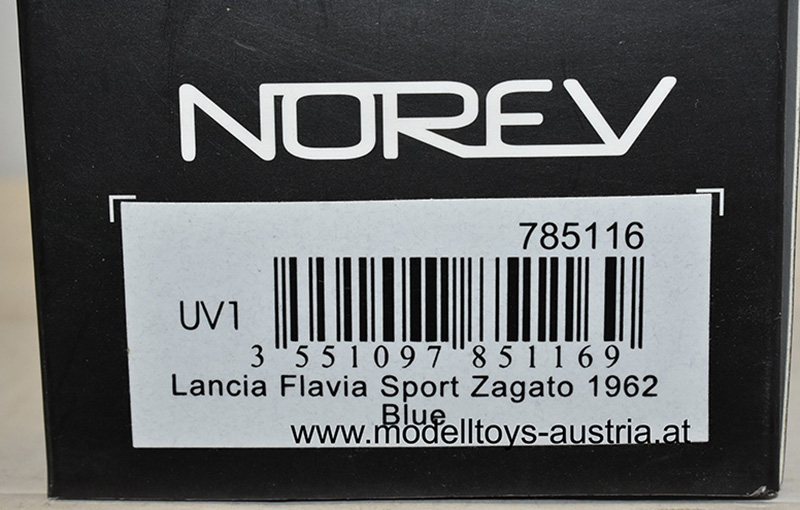 NOREV
785116
UV1
3 551097 851169
Lancia Flavia Sport Zagato 1962
Blue
www.modelltoys-austria.at